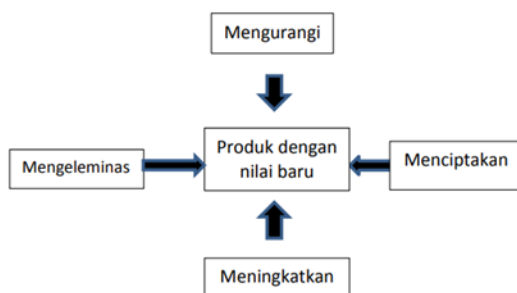 Mengurangi
Mengeleminas
Produk dengan
nilai baru
Menciptakan
Meningkatkan